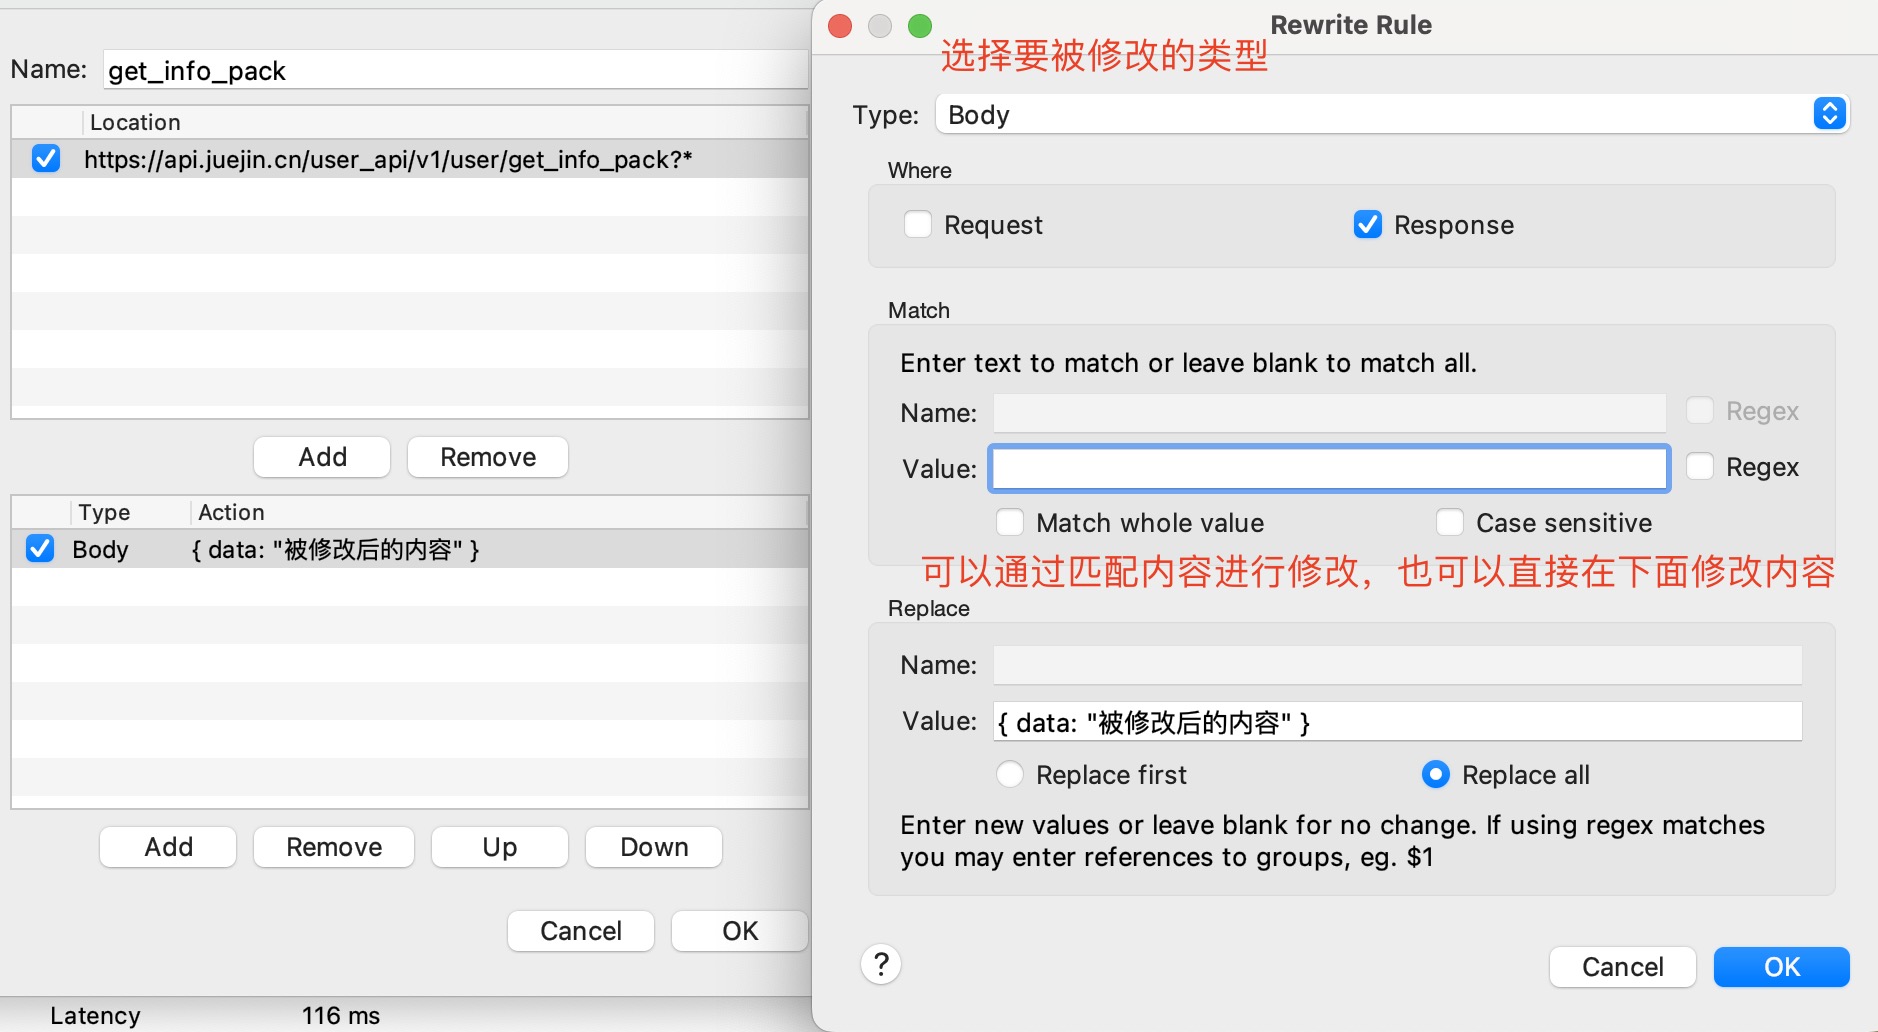 Name: get_info_pack
Location
https://api.juejin.cn/user_api/v1/user/get_info_pack?*
Add Remove
Type Action
Body { data: "被修改后的内容" }
Add Remove Up Down
Cancel OK
Latency 116 ms
Rewrite Rule
选择要被修改的类型
Type: Body
Where
Request Response
Match
Enter text to match or leave blank to match all.
Name: Regex
Value: Regex
Match whole value Case sensitive
可以通过匹配内容进行修改，也可以直接在下面修改内容
Replace
Name:
Value: { data: "被修改后的内容" }
Replace first Replace all
Enter new values or leave blank for no change. If using regex matches
you may enter references to groups, eg. $1
? Cancel OK